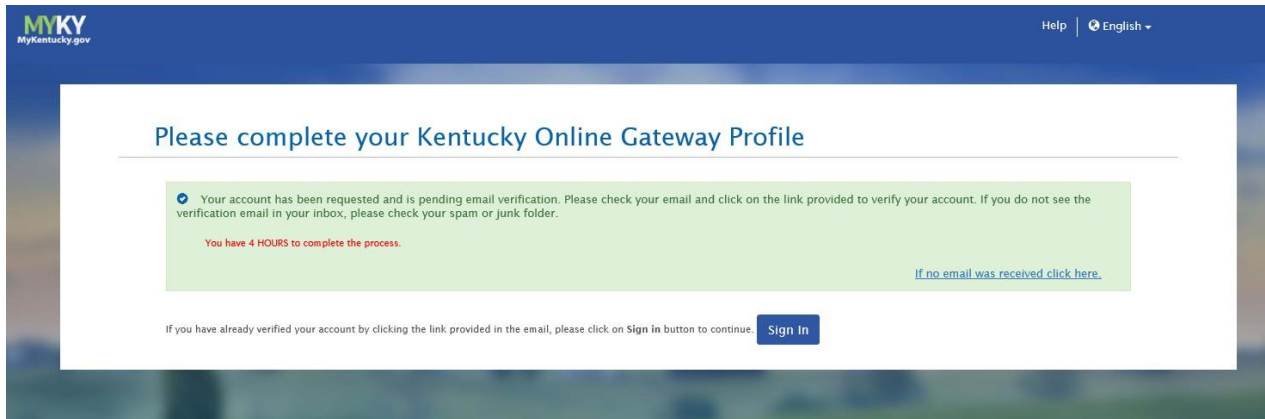 MYKY
MyKentucky.gov
Help
English
Please complete your Kentucky Online Gateway Profile
Your account has been requested and is pending email verification. Please check your email and click on the link provided to verify your account. If you do not see the
verification email in your inbox, please check your spam or junk folder.
You have 4 HOURS to complete the process.
If no email was received click here.
If you have already verified your account by clicking the link provided in the email, please click on Sign in button to continue. Sign In